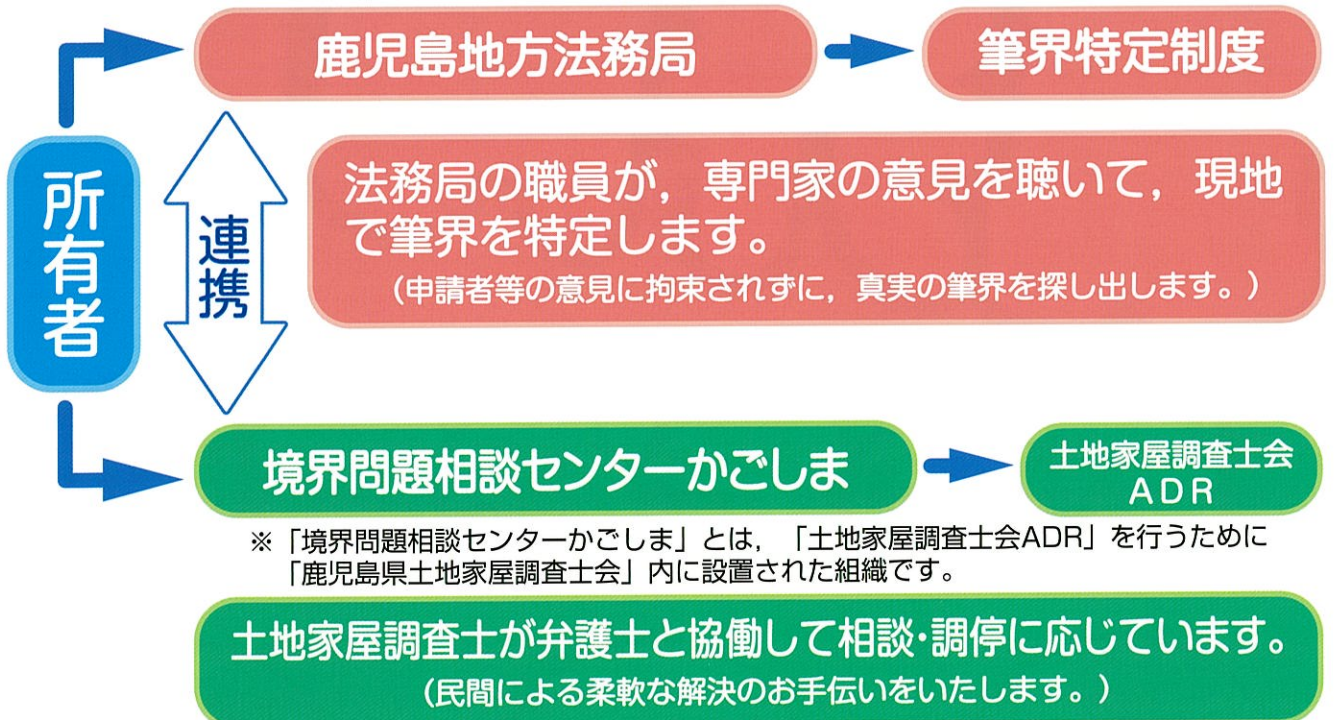 鹿児島地方法務局
筆界特定制度
所有者
連携
法務局の職員が，専門家の意見を聴いて，現地
で筆界を特定します。
（申請者等の意見に拘束されずに，真実の筆界を探し出します。）
境界問題相談センターかごしま
土地家屋調査士会
ADR
※「境界問題相談センターかごしま」とは，「土地家屋調査士会ADR」を行うために
「鹿児島県土地家屋調査士会」内に設置された組織です。
土地家屋調査士が弁護士と協働して相談・調停に応じています。
（民間による柔軟な解決のお手伝いをいたします。）